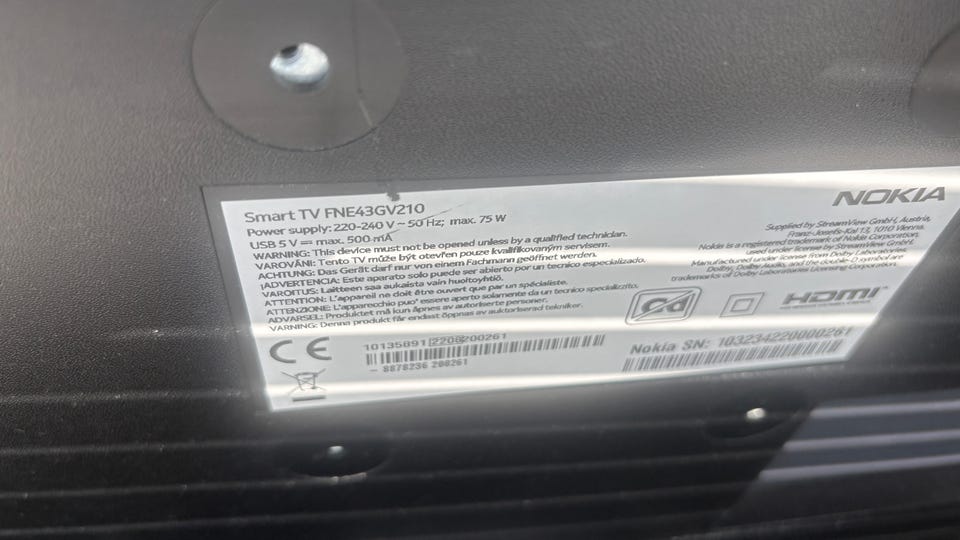 Smart TV FNE43GV210
Power supply: 220-240 V ~ 50 Hz; max. 75 W
USB 5 V ⎓ max. 500 mA
WARNING: This device must not be opened unless by a qualified technician.
VAROVÁNI: Tento TV může být otevřen pouze kvalifikovaným servisem.
ACHTUNG: Das Gerät darf nur von einem Fachmann geöffnet werden.
¡ADVERTENCIA: Este aparato solo puede ser abierto por un tecnico especializado.
VAROITUS: Laitteen saa aukaista vain huoltoyhtiö.
ATTENTION: L'appareil ne doit être ouvert que par un spécialiste.
ATTENZIONE: L'apparecchio puo' essere aperto solamente da un tecnico specializzato.
ADVARSEL: Produktet må kun åpnes av autoriserte personer.
VARNING: Denna produkt får endast öppnas av auktoriserad tekniker.
NOKIA
Supplied by StreamView GmbH, Austria,
Franz-Josefs-Kai 13, 1010 Vienna.
Nokia is a registered trademark of Nokia Corporation,
used under license by StreamView GmbH.
Manufactured under license from Dolby Laboratories.
Dolby, Dolby Audio, and the double-D symbol are
trademarks of Dolby Laboratories Licensing Corporation.
Cd
HDMI
CE
10135891 2206200261
- 8878236 200261
Nokia SN: 103234220000261